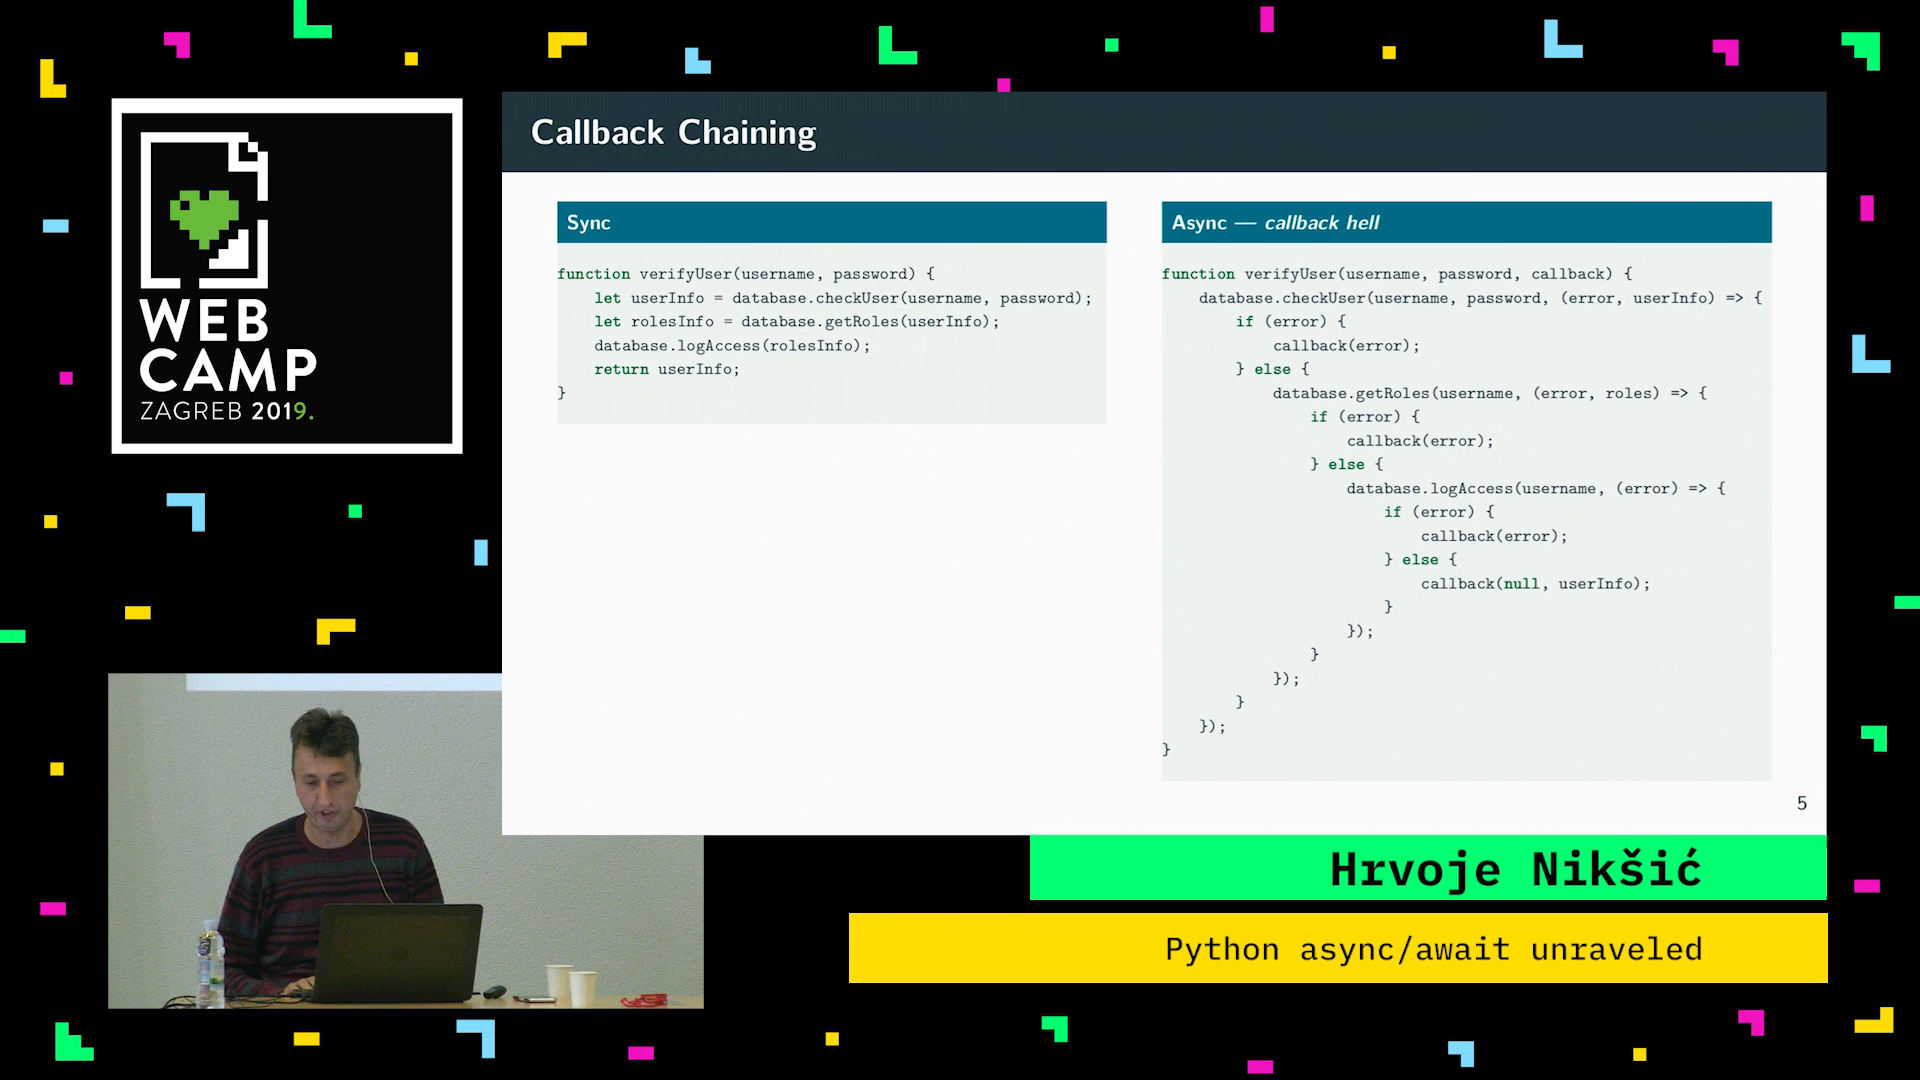 WEB
CAMP
ZAGREB 2019.
Callback Chaining
Sync
function verifyUser(username, password) {
    let userInfo = database.checkUser(username, password);
    let rolesInfo = database.getRoles(userInfo);
    database.logAccess(rolesInfo);
    return userInfo;
}
Async — callback hell
function verifyUser(username, password, callback) {
    database.checkUser(username, password, (error, userInfo) => {
        if (error) {
            callback(error);
        } else {
            database.getRoles(username, (error, roles) => {
                if (error) {
                    callback(error);
                } else {
                    database.logAccess(username, (error) => {
                        if (error) {
                            callback(error);
                        } else {
                            callback(null, userInfo);
                        }
                    });
                }
            });
        }
    });
}
5
Hrvoje Nikšić
Python async/await unraveled